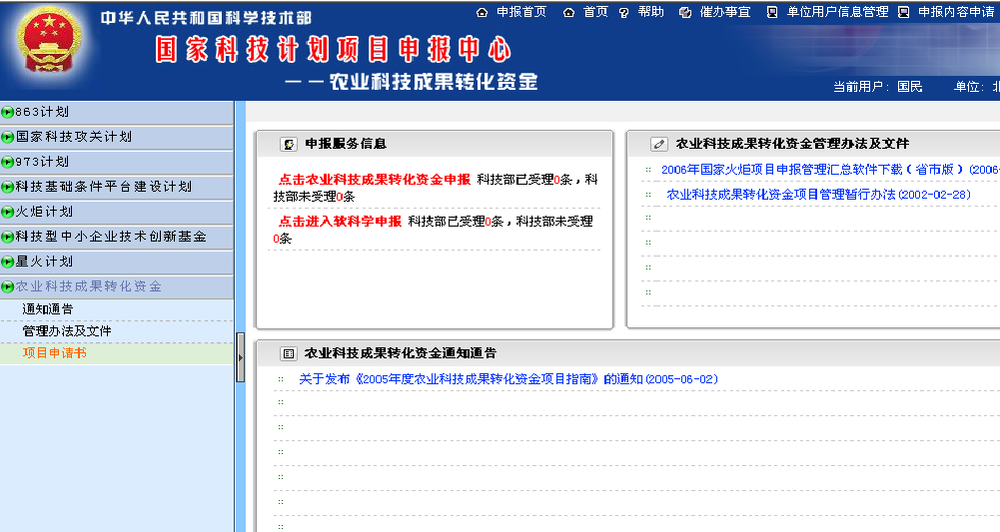 中华人民共和国科学技术部
申报首页 首页 帮助 催办事宜 单位用户信息管理 申报内容申请
国家科技计划项目申报中心
——农业科技成果转化资金
当前用户：国民 单位：
863计划
国家科技攻关计划
973计划
科技基础条件平台建设计划
火炬计划
科技型中小企业技术创新基金
星火计划
农业科技成果转化资金
通知通告
管理办法及文件
项目申请书
申报服务信息
点击农业科技成果转化资金申报 科技部已受理0条，科
技部未受理0条
点击进入软科学申报 科技部已受理0条，科技部未受理
0条
农业科技成果转化资金管理办法及文件
2006年国家火炬项目申报管理汇总软件下载（省市版）(2006-
农业科技成果转化资金项目管理暂行办法(2002-02-28)
农业科技成果转化资金通知通告
关于发布《2005年度农业科技成果转化资金项目指南》的通知(2005-06-02)